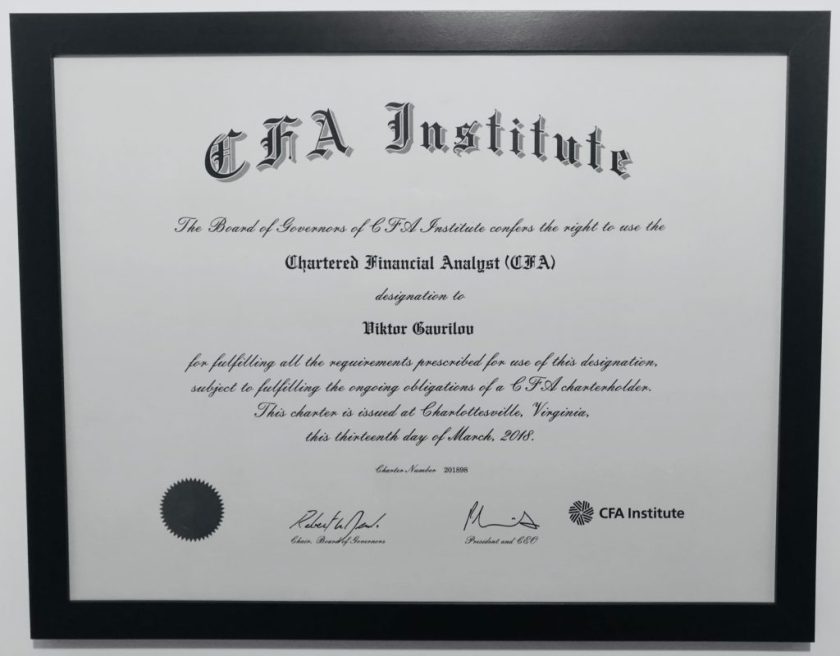 CFA Institute
The Board of Governors of CFA Institute confers the right to use the
Chartered Financial Analyst (CFA)
designation to
Viktor Gavrilov
for fulfilling all the requirements prescribed for use of this designation,
subject to fulfilling the ongoing obligations of a CFA charterholder.
This charter is issued at Charlottesville, Virginia,
this thirteenth day of March, 2018.
Charter Number 201898
CFA Institute
Chair, Board of Governors
President and CEO